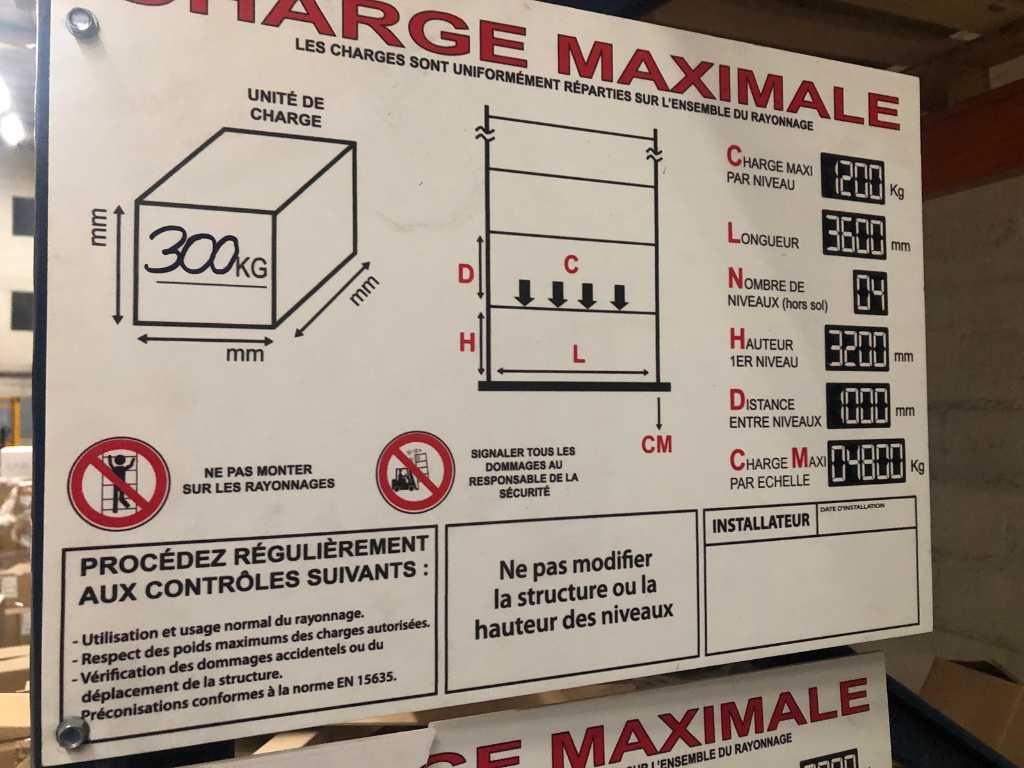 CHARGE MAXIMALE
LES CHARGES SONT UNIFORMÉMENT RÉPARTIES SUR L'ENSEMBLE DU RAYONNAGE
UNITÉ DE
CHARGE
mm
300 KG
mm
mm
D
C
H
L
CM
CHARGE MAXI
PAR NIVEAU
1200 Kg
LONGUEUR
3600 mm
NOMBRE DE
NIVEAUX (hors sol)
04
HAUTEUR
1ER NIVEAU
3200 mm
DISTANCE
ENTRE NIVEAUX
1000 mm
CHARGE MAXI
PAR ECHELLE
04800 Kg
NE PAS MONTER
SUR LES RAYONNAGES
SIGNALER TOUS LES
DOMMAGES AU
RESPONSABLE DE LA
SÉCURITÉ
PROCÉDEZ RÉGULIÈREMENT
AUX CONTRÔLES SUIVANTS :
- Utilisation et usage normal du rayonnage.
- Respect des poids maximums des charges autorisées.
- Vérification des dommages accidentels ou du
déplacement de la structure.
Préconisations conformes à la norme EN 15635.
Ne pas modifier
la structure ou la
hauteur des niveaux
INSTALLATEUR
DATE D'INSTALLATION
GE MAXIMALE
SUR L'ENSEMBLE DU RAYONNAGE